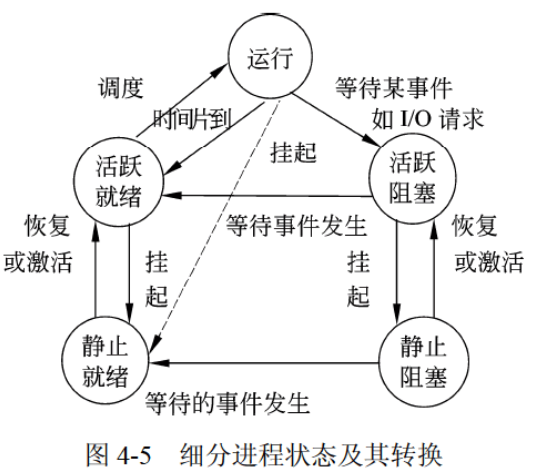 运行
调度
时间片到
等待某事件
如 I/O 请求
挂起
活跃
就绪
活跃
阻塞
等待事件发生
恢复
或激活
挂
起
挂
起
恢复
或激活
静止
就绪
静止
阻塞
等待的事件发生
图 4-5 细分进程状态及其转换